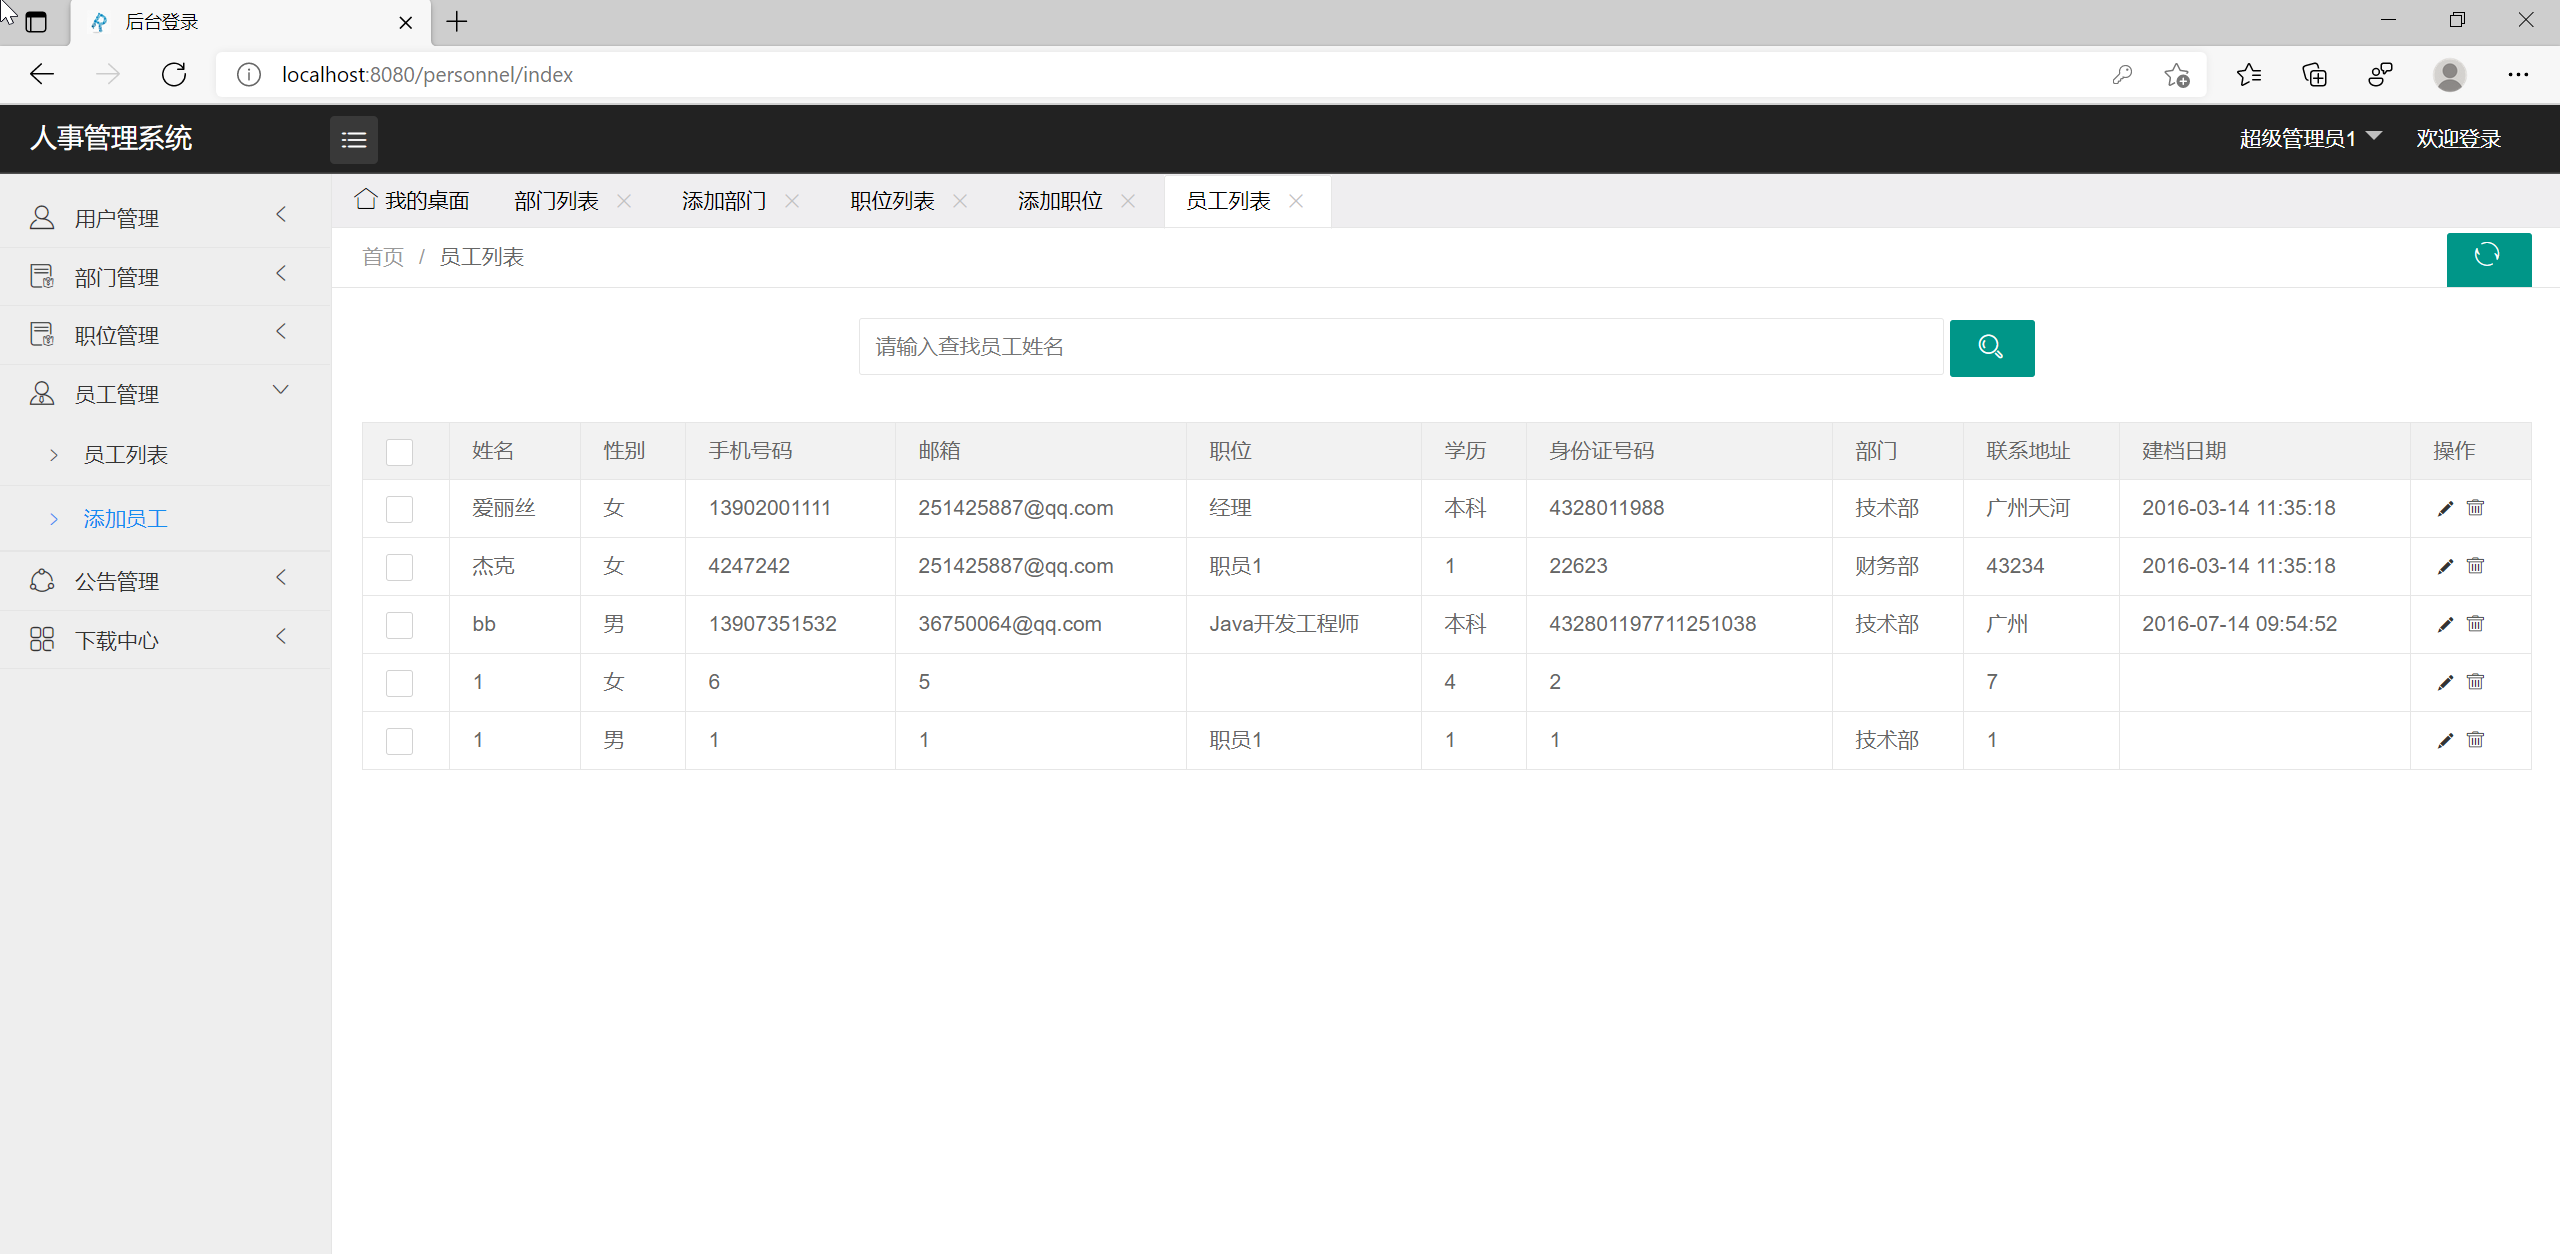 后台登录
localhost:8080/personnel/index
人事管理系统 超级管理员1 欢迎登录
用户管理
部门管理
职位管理
员工管理
员工列表
添加员工
公告管理
下载中心
我的桌面 部门列表 添加部门 职位列表 添加职位 员工列表
首页 / 员工列表
请输入查找员工姓名
姓名 性别 手机号码 邮箱 职位 学历 身份证号码 部门 联系地址 建档日期 操作
爱丽丝 女 13902001111 251425887@qq.com 经理 本科 4328011988 技术部 广州天河 2016-03-14 11:35:18
杰克 女 4247242 251425887@qq.com 职员1 1 22623 财务部 43234 2016-03-14 11:35:18
bb 男 13907351532 36750064@qq.com Java开发工程师 本科 432801197711251038 技术部 广州 2016-07-14 09:54:52
1 女 6 5 4 2 7
1 男 1 1 职员1 1 1 技术部 1